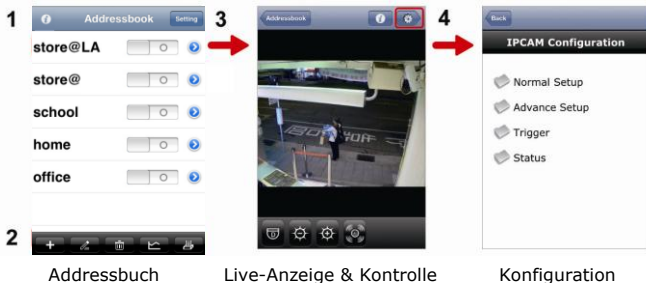 1
Addressbook
Setting
store@LA
store@
school
home
office
2
3
Addressbook
4
Back
IPCAM Configuration
Normal Setup
Advance Setup
Trigger
Status
Addressbuch
Live-Anzeige & Kontrolle
Konfiguration